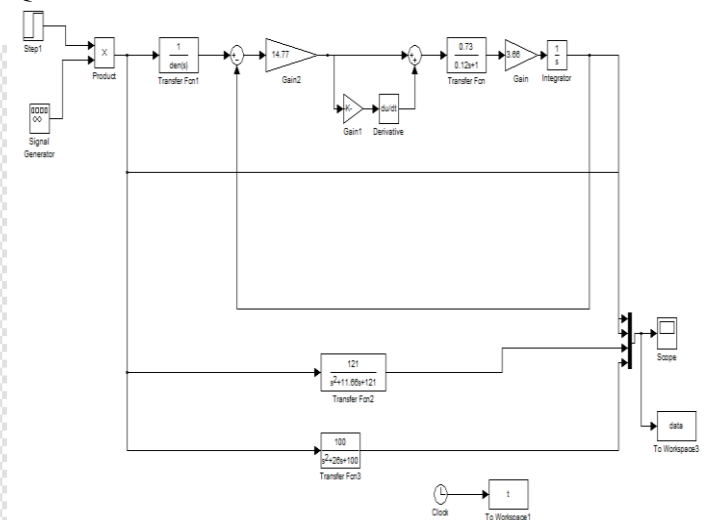 Step1
Signal
Generator
X
Product
1
den(s)
Transfer Fcn1
14.77
Gain2
-K-
Gain1
du/dt
Derivative
0.73
0.12s+1
Transfer Fcn
3.66
Gain
1
s
Integrator
121
s2+11.66s+121
Transfer Fcn2
100
s2+26s+100
Transfer Fcn3
Scope
data
To Workspace3
Clock
t
To Workspace1